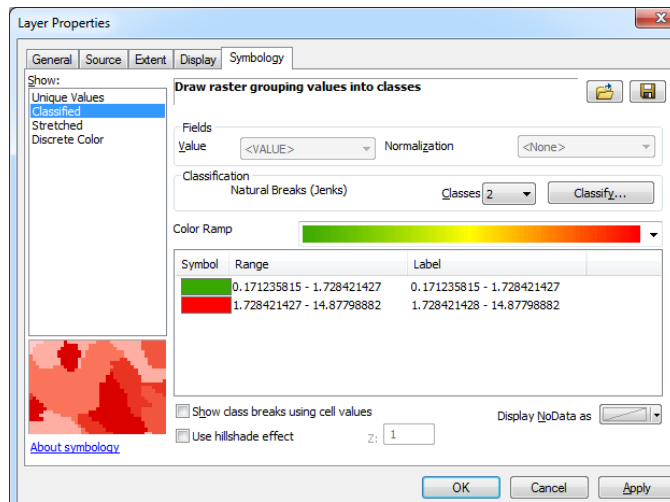 Layer Properties
x
General Source Extent Display Symbology
Show:
Unique Values
Classified
Stretched
Discrete Color
Draw raster grouping values into classes
Fields
Value <VALUE> Normalization <None>
Classification
Natural Breaks (Jenks) Classes 2 Classify...
Color Ramp
Symbol Range Label
0.171235815 - 1.728421427 0.171235815 - 1.728421427
1.728421427 - 14.87798882 1.728421428 - 14.87798882
Show class breaks using cell values
Display NoData as
Use hillshade effect Z: 1
About symbology
OK Cancel Apply